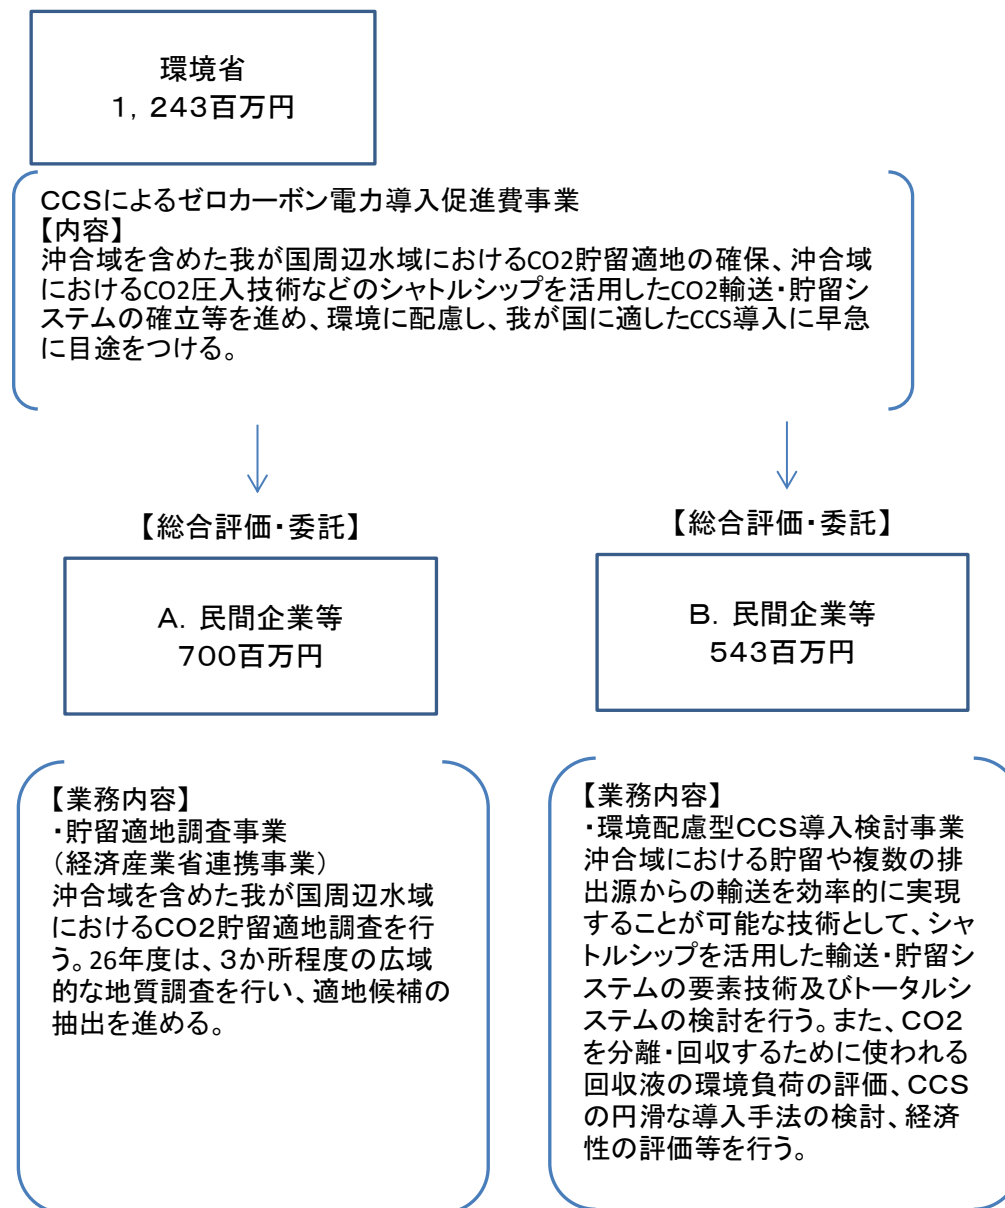 環境省
1,243百万円
CCSによるゼロカーボン電力導入促進費事業
【内容】
沖合域を含めた我が国周辺水域におけるCO2貯留適地の確保、沖合域
におけるCO2圧入技術などのシャトルシップを活用したCO2輸送・貯留シ
ステムの確立等を進め、環境に配慮し、我が国に適したCCS導入に早急
に目途をつける。
【総合評価・委託】
A. 民間企業等
700百万円
【業務内容】
・貯留適地調査事業
(経済産業省連携事業)
沖合域を含めた我が国周辺水域
におけるCO2貯留適地調査を行
う。26年度は、3か所程度の広域
的な地質調査を行い、適地候補の
抽出を進める。
【総合評価・委託】
B. 民間企業等
543百万円
【業務内容】
・環境配慮型CCS導入検討事業
沖合域における貯留や複数の排
出源からの輸送を効率的に実現
することが可能な技術として、シャ
トルシップを活用した輸送・貯留シ
ステムの要素技術及びトータルシ
ステムの検討を行う。また、CO2
を分離・回収するために使われる
回収液の環境負荷の評価、CCS
の円滑な導入手法の検討、経済
性の評価等を行う。